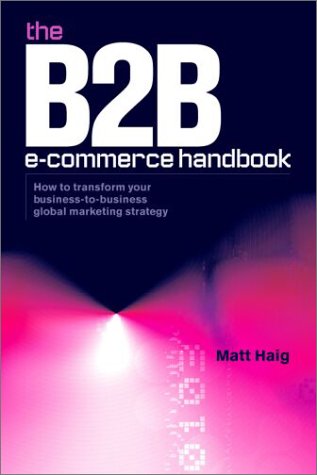 the
B2B
e-commerce handbook
How to transform your
business-to-business
global marketing strategy
Matt Haig